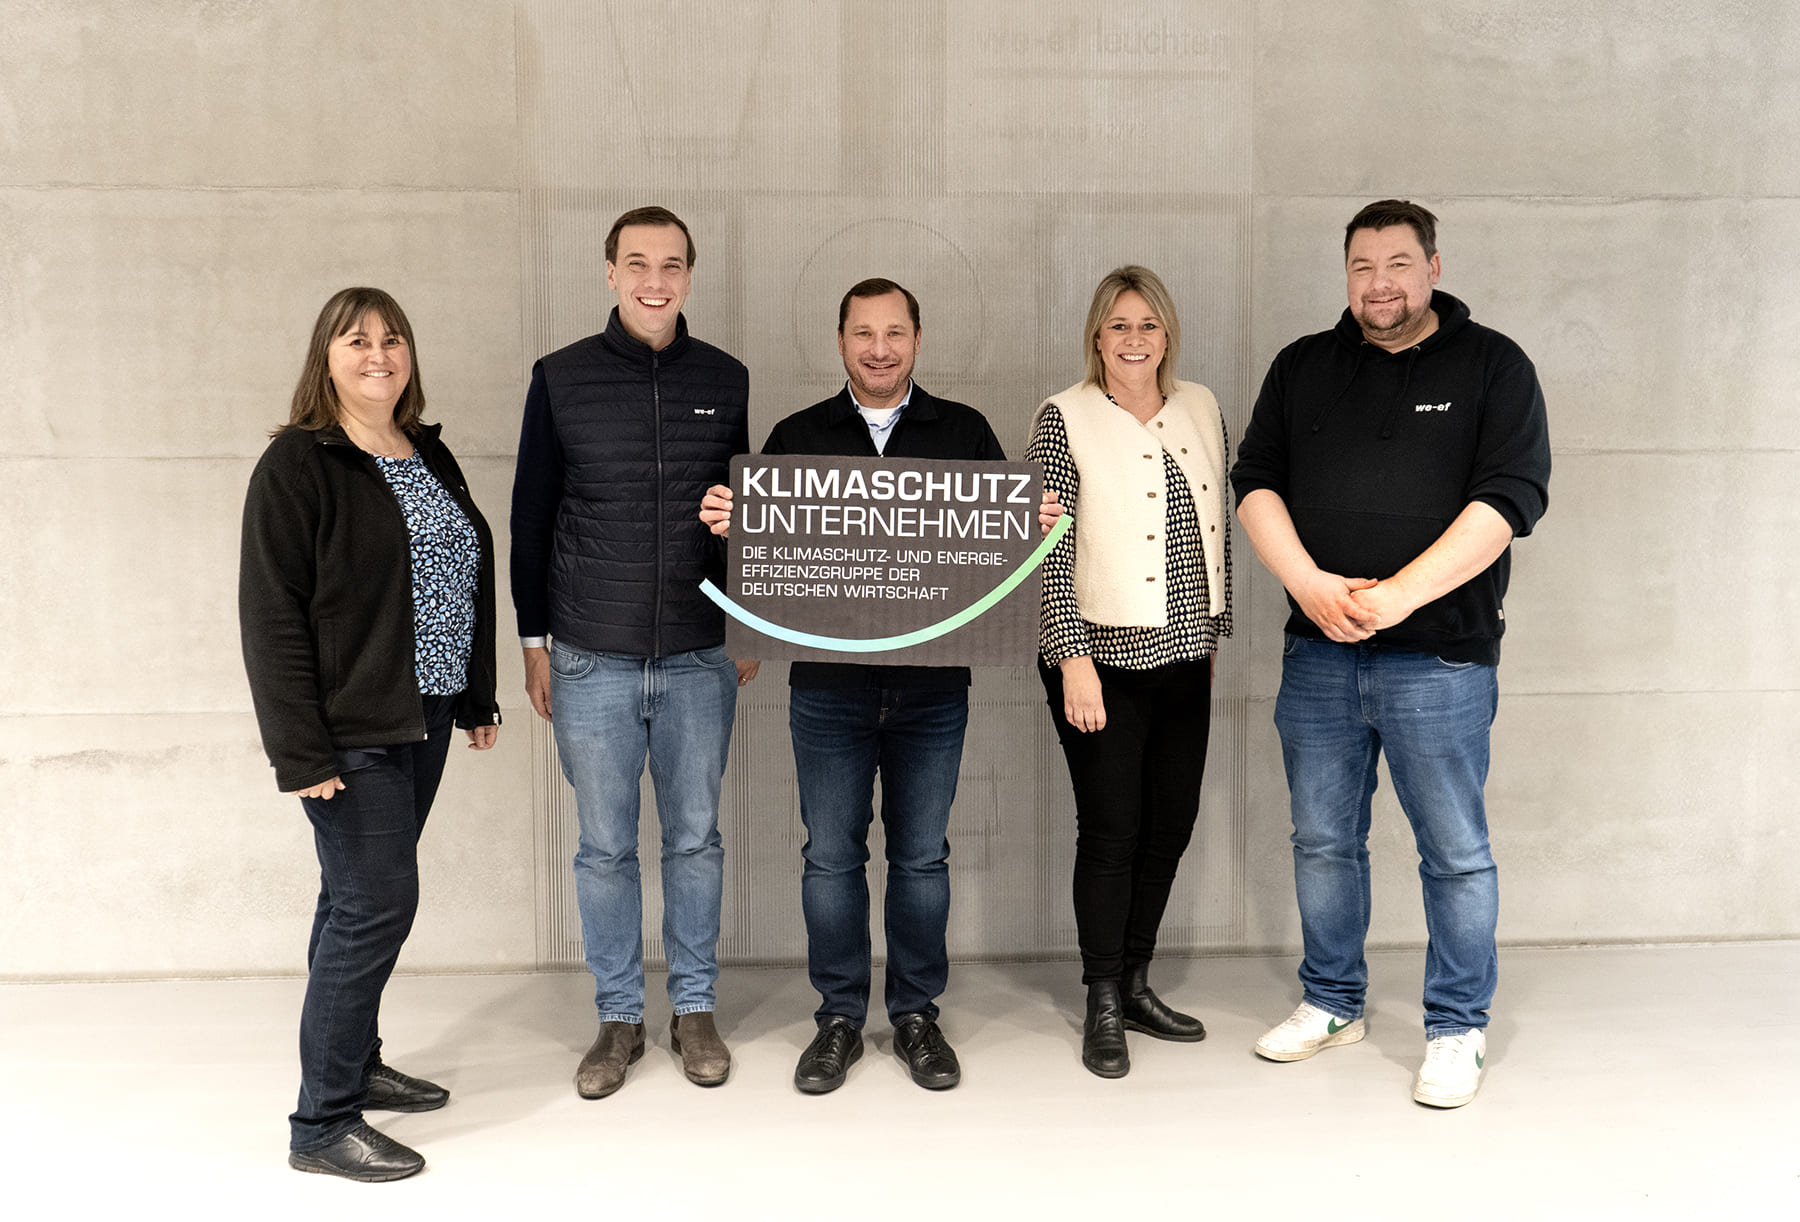 we-ef leuchten
we-ef
we-ef
KLIMASCHUTZ
UNTERNEHMEN
DIE KLIMASCHUTZ- UND ENERGIE-
EFFIZIENZGRUPPE DER
DEUTSCHEN WIRTSCHAFT